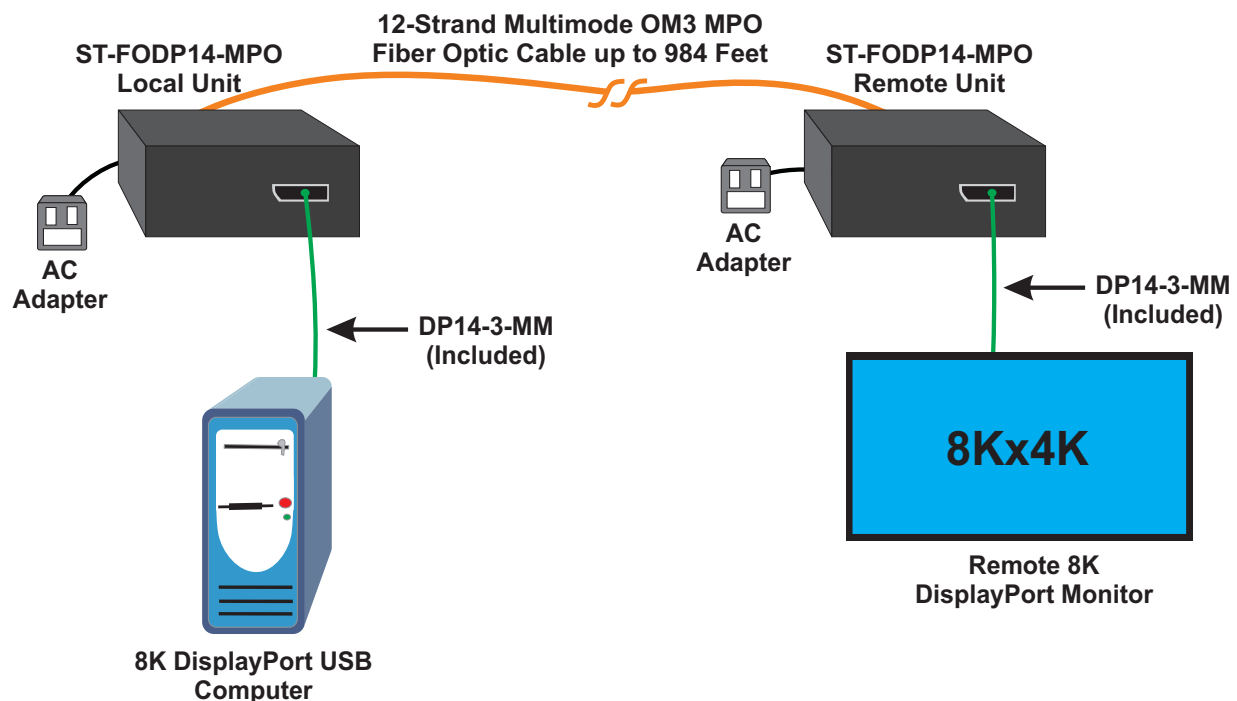 12-Strand Multimode OM3 MPO
Fiber Optic Cable up to 984 Feet
ST-FODP14-MPO
Local Unit
ST-FODP14-MPO
Remote Unit
AC
Adapter
AC
Adapter
DP14-3-MM
(Included)
DP14-3-MM
(Included)
8Kx4K
Remote 8K
DisplayPort Monitor
8K DisplayPort USB
Computer